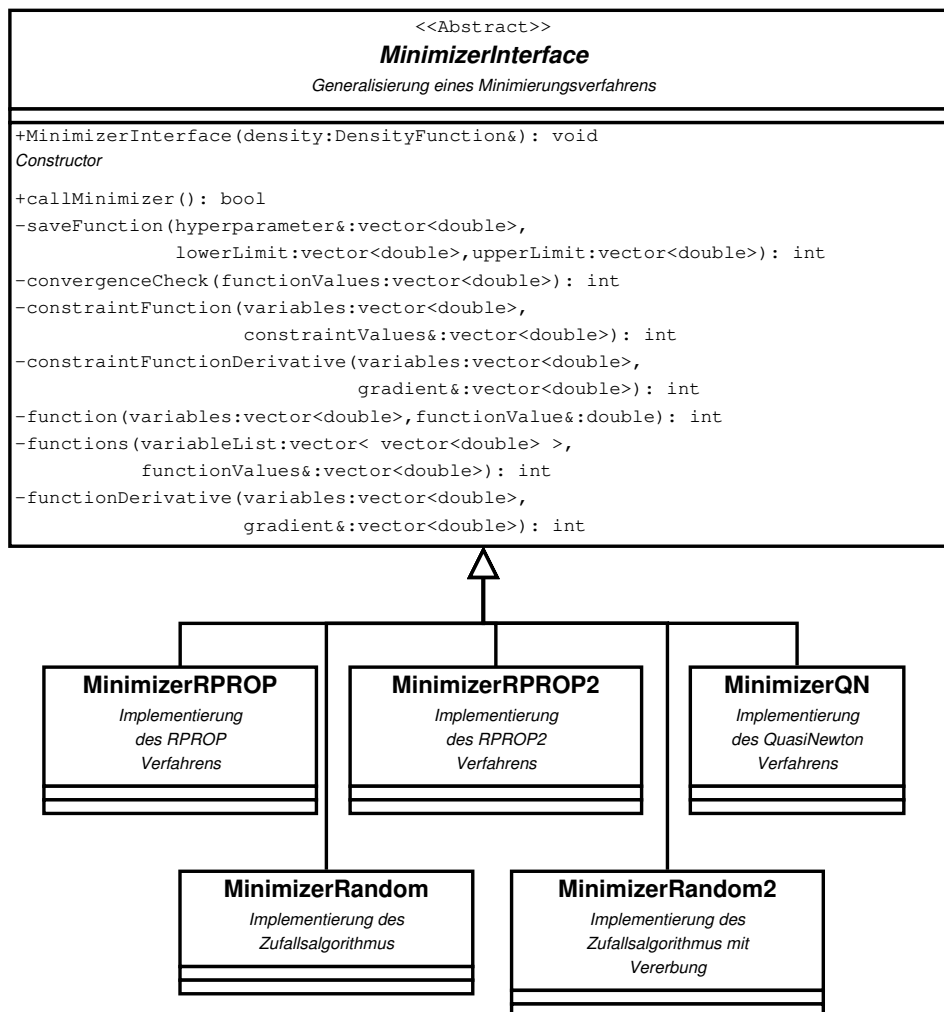 <<Abstract>>
MinimizerInterface
Generalisierung eines Minimierungsverfahrens
+MinimizerInterface(density:DensityFunction&): void
Constructor
+callMinimizer(): bool
-saveFunction(hyperparameter&:vector<double>,
lowerLimit:vector<double>,upperLimit:vector<double>): int
-convergenceCheck(functionValues:vector<double>): int
-constraintFunction(variables:vector<double>,
constraintValues&:vector<double>): int
-constraintFunctionDerivative(variables:vector<double>,
gradient&:vector<double>): int
-function(variables:vector<double>,functionValue&:double): int
-functions(variableList:vector< vector<double> >,
functionValues&:vector<double>): int
-functionDerivative(variables:vector<double>,
gradient&:vector<double>): int
MinimizerRPROP
Implementierung
des RPROP
Verfahrens
MinimizerRPROP2
Implementierung
des RPROP2
Verfahrens
MinimizerQN
Implementierung
des QuasiNewton
Verfahrens
MinimizerRandom
Implementierung des
Zufallsalgorithmus
MinimizerRandom2
Implementierung des
Zufallsalgorithmus mit
Vererbung